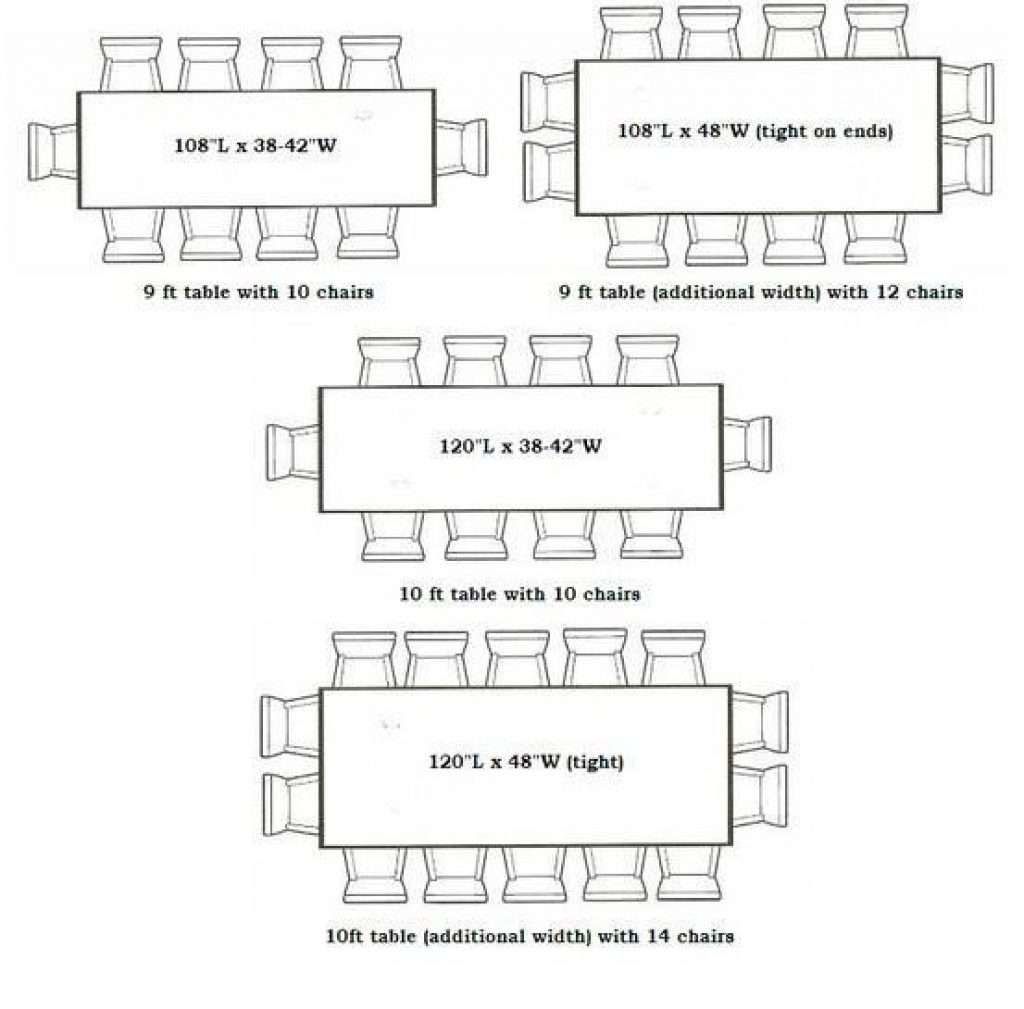 108"L x 38-42"W
108"L x 48"W (tight on ends)
9 ft table with 10 chairs
9 ft table (additional width) with 12 chairs
120"L x 38-42"W
10 ft table with 10 chairs
120"L x 48"W (tight)
10ft table (additional width) with 14 chairs